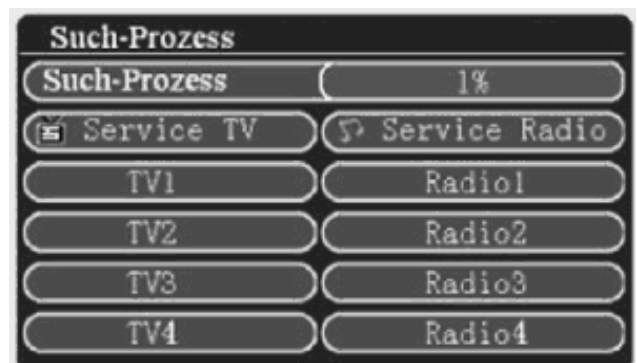 Such-Prozess
Such-Prozess 1%
Service TV Service Radio
TV1 Radio1
TV2 Radio2
TV3 Radio3
TV4 Radio4